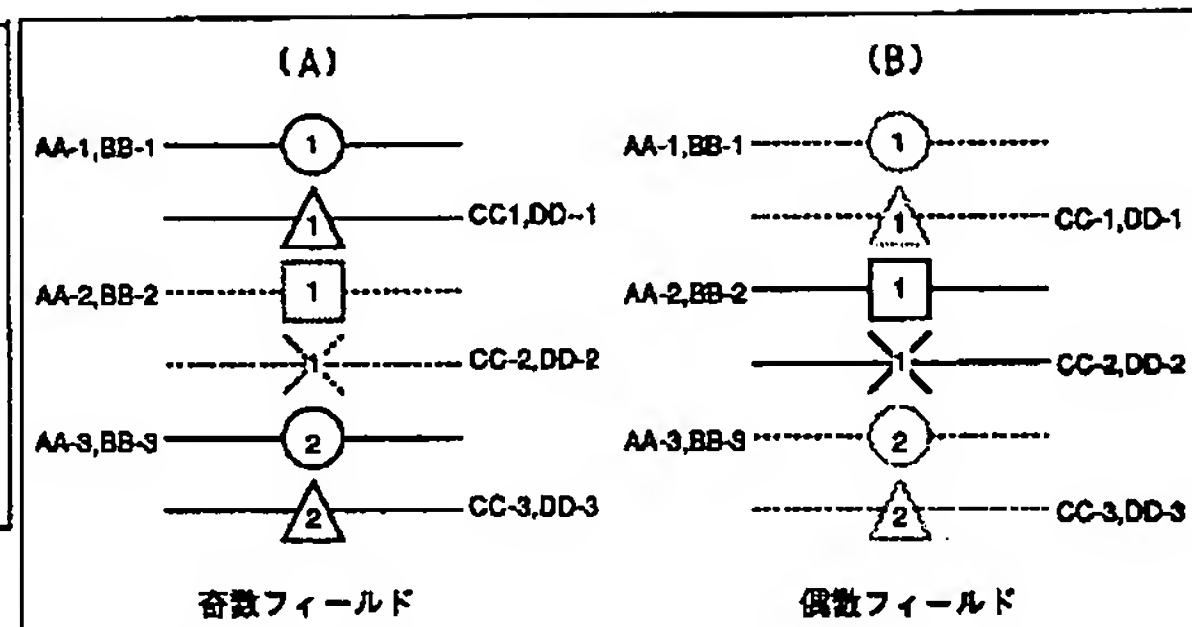 (A)
AA-1,BB-1
1
1
CC1,DD-1
AA-2,BB-2
1
1
CC-2,DD-2
AA-3,BB-3
2
2
CC-3,DD-3
奇数フィールド
(B)
AA-1,BB-1
1
1
CC-1,DD-1
AA-2,BB-2
1
1
CC-2,DD-2
AA-3,BB-3
2
2
CC-3,DD-3
偶数フィールド